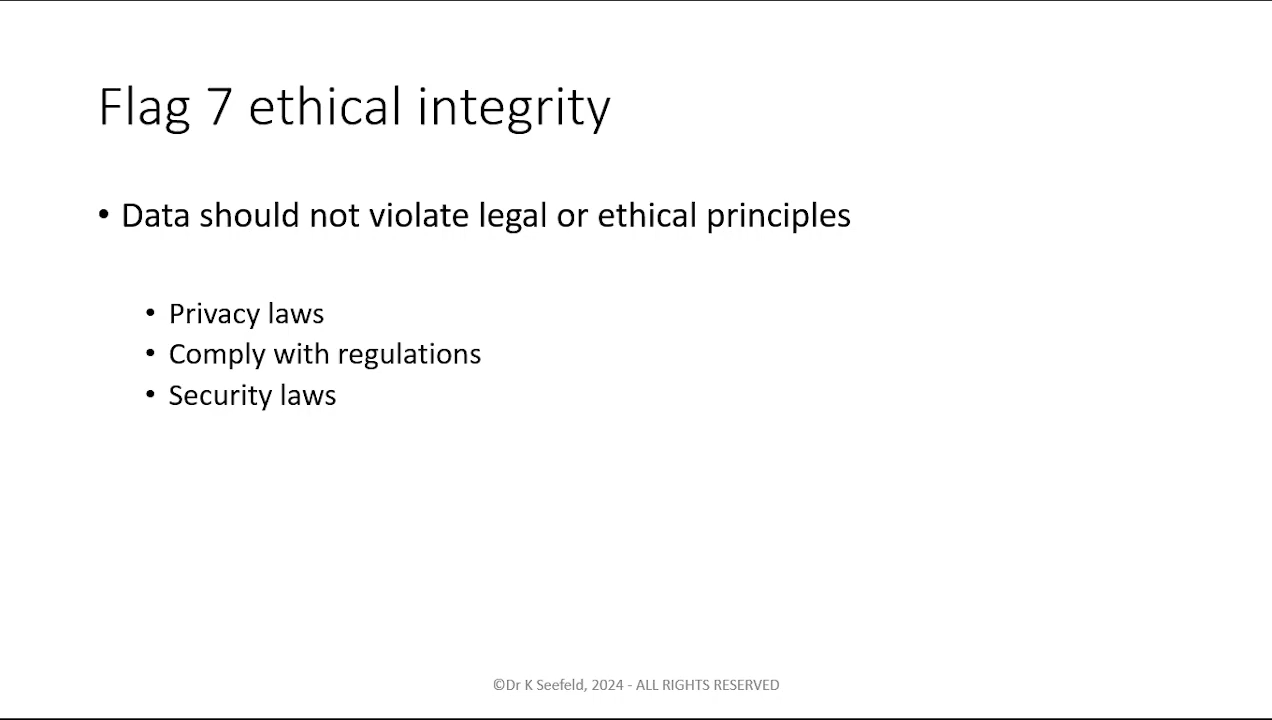 Flag 7 ethical integrity
• Data should not violate legal or ethical principles
• Privacy laws
• Comply with regulations
• Security laws
©Dr K Seefeld, 2024 - ALL RIGHTS RESERVED